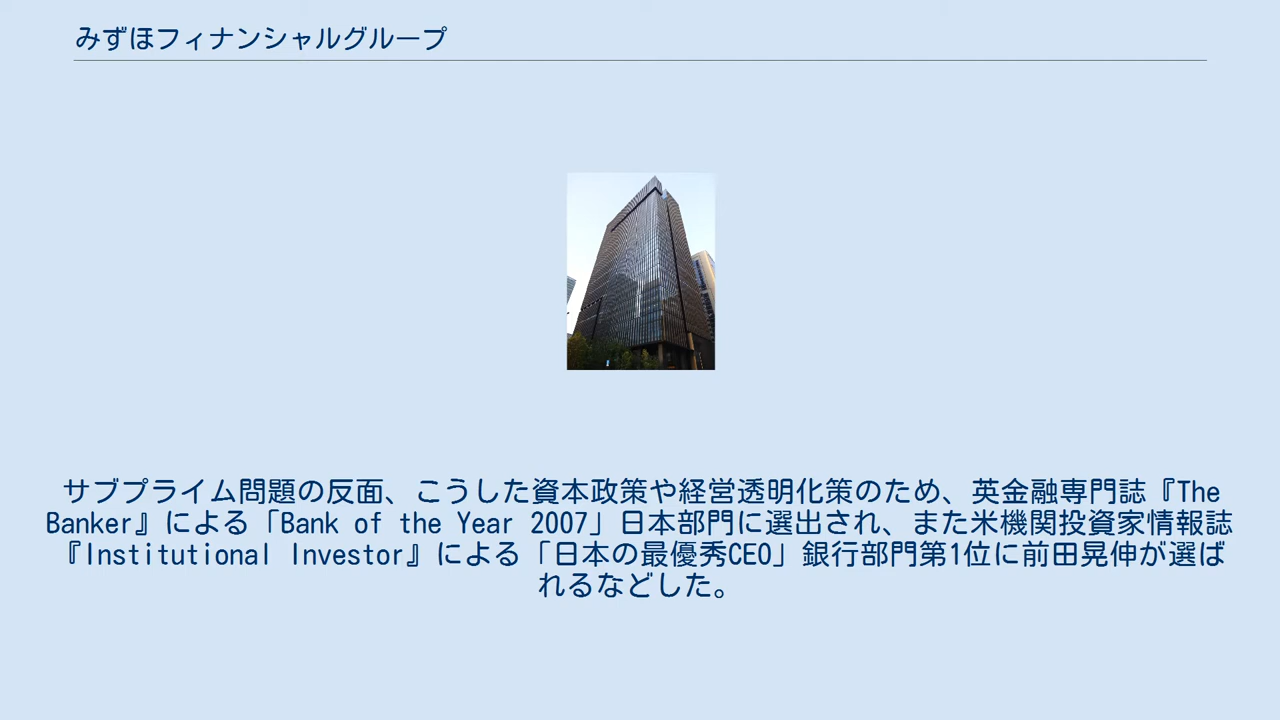 みずほフィナンシャルグループ
サブプライム問題の反面、こうした資本政策や経営透明化策のため、英金融専門誌『The
Banker』による「Bank of the Year 2007」日本部門に選出され、また米機関投資家情報誌
『Institutional Investor』による「日本の最優秀CEO」銀行部門第1位に前田晃伸が選ば
れるなどした。